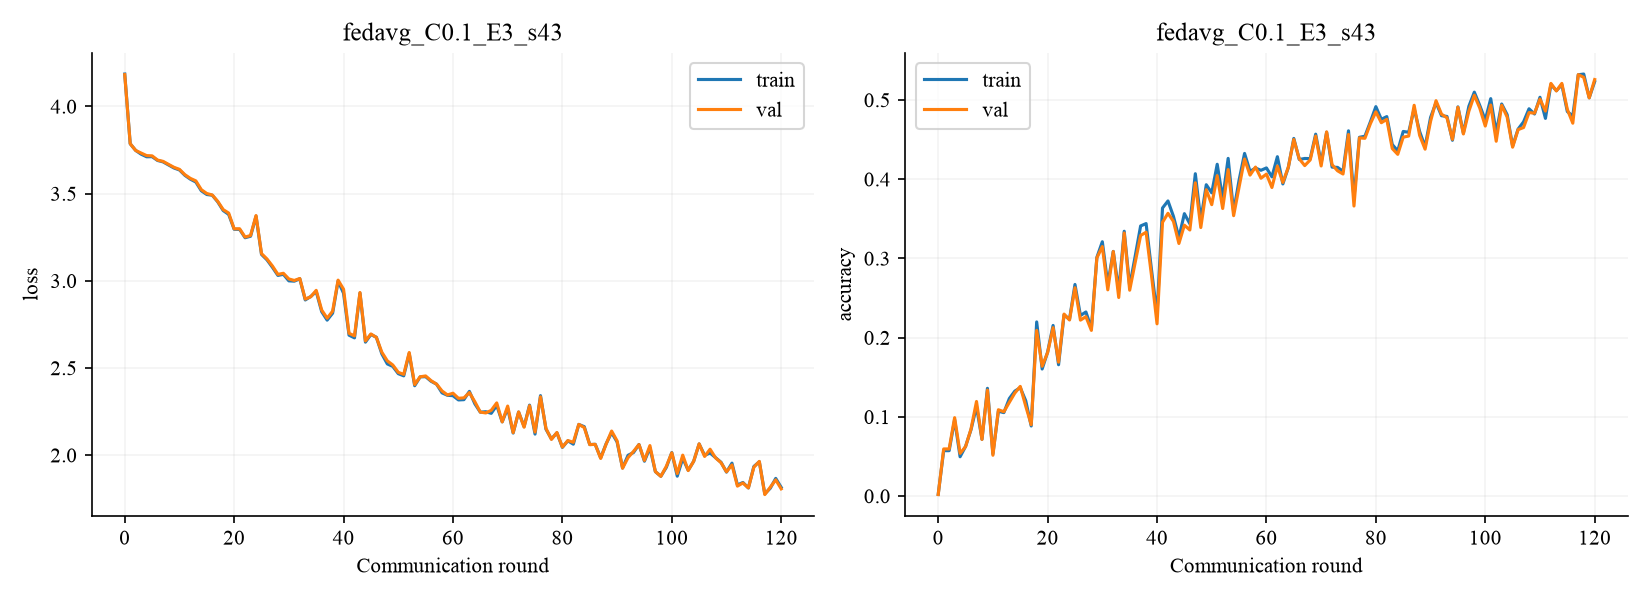 fedavg_C0.1_E3_s43
train
val
loss
4.0
3.5
3.0
2.5
2.0
0
20
40
60
80
100
120
Communication round
fedavg_C0.1_E3_s43
train
val
accuracy
0.5
0.4
0.3
0.2
0.1
0.0
0
20
40
60
80
100
120
Communication round